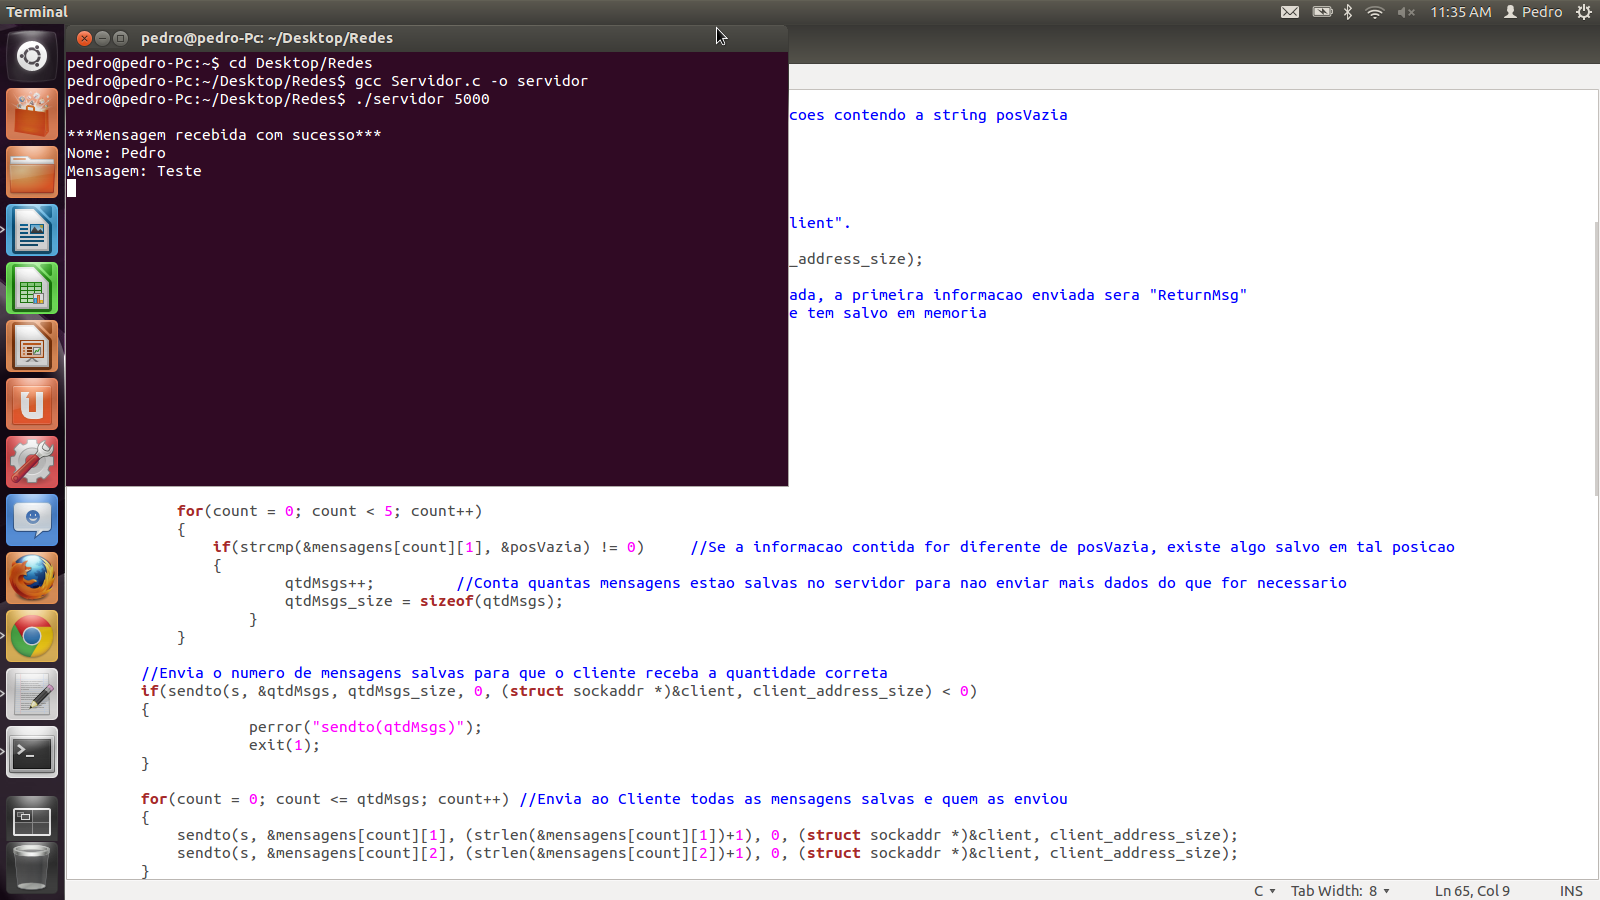 Terminal
11:35 AM Pedro
pedro@pedro-Pc: ~/Desktop/Redes
pedro@pedro-Pc:~$ cd Desktop/Redes
pedro@pedro-Pc:~/Desktop/Redes$ gcc Servidor.c -o servidor
pedro@pedro-Pc:~/Desktop/Redes$ ./servidor 5000
***Mensagem recebida com sucesso***
Nome: Pedro
Mensagem: Teste
coes contendo a string posVazia
lient".
_address_size);
ada, a primeira informacao enviada sera "ReturnMsg"
e tem salvo em memoria
for(count = 0; count < 5; count++)
{
if(strcmp(&mensagens[count][1], &posVazia) != 0) //Se a informacao contida for diferente de posVazia, existe algo salvo em tal posicao
{
qtdMsgs++; //Conta quantas mensagens estao salvas no servidor para nao enviar mais dados do que for necessario
qtdMsgs_size = sizeof(qtdMsgs);
}
}
//Envia o numero de mensagens salvas para que o cliente receba a quantidade correta
if(sendto(s, &qtdMsgs, qtdMsgs_size, 0, (struct sockaddr *)&client, client_address_size) < 0)
{
perror("sendto(qtdMsgs)");
exit(1);
}
for(count = 0; count <= qtdMsgs; count++) //Envia ao Cliente todas as mensagens salvas e quem as enviou
{
sendto(s, &mensagens[count][1], (strlen(&mensagens[count][1])+1), 0, (struct sockaddr *)&client, client_address_size);
sendto(s, &mensagens[count][2], (strlen(&mensagens[count][2])+1), 0, (struct sockaddr *)&client, client_address_size);
}
C Tab Width: 8 Ln 65, Col 9 INS